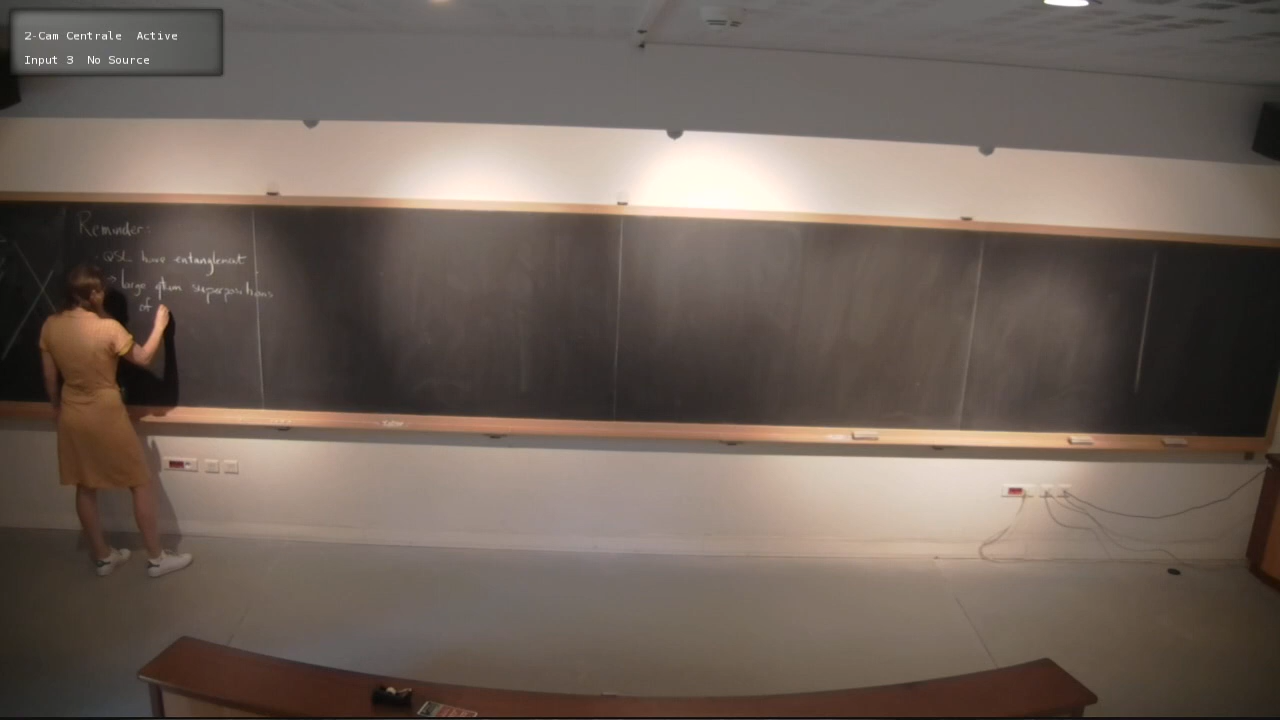 2-Cam Centrale Active
Input 3 No Source
Reminder:
· QSL have entanglement
→ large qtum superpositions
of